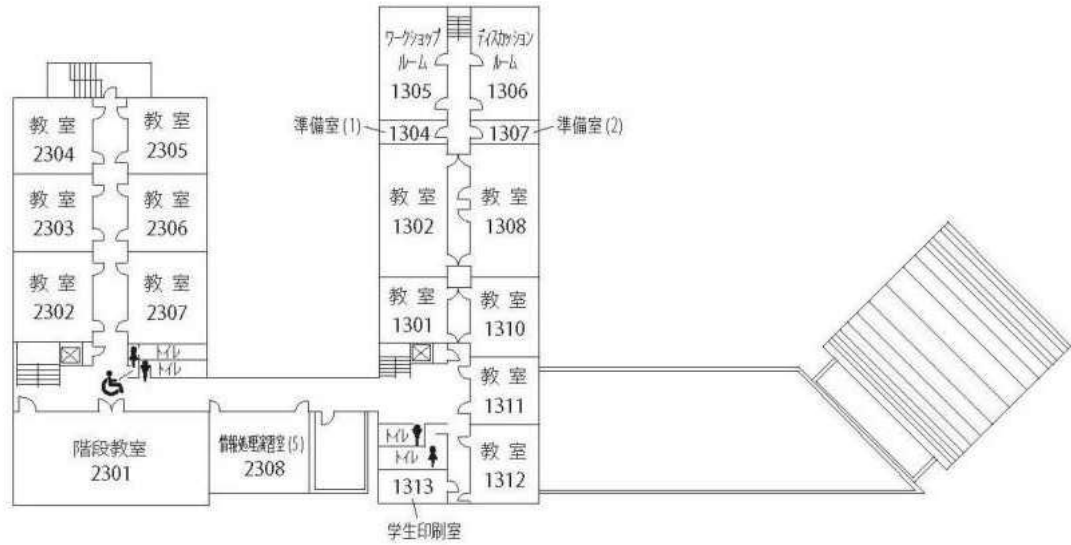 ワークショップ
ルーム
1305
ディスカッション
ルーム
1306
準備室(1)
1304
1307
準備室(2)
教室
2304
教室
2305
教室
2303
教室
2306
教室
2302
教室
2307
教室
1302
教室
1308
教室
1301
教室
1310
トイレ
トイレ
教室
1311
階段教室
2301
情報処理演習室(5)
2308
トイレ
トイレ
教室
1312
1313
学生印刷室